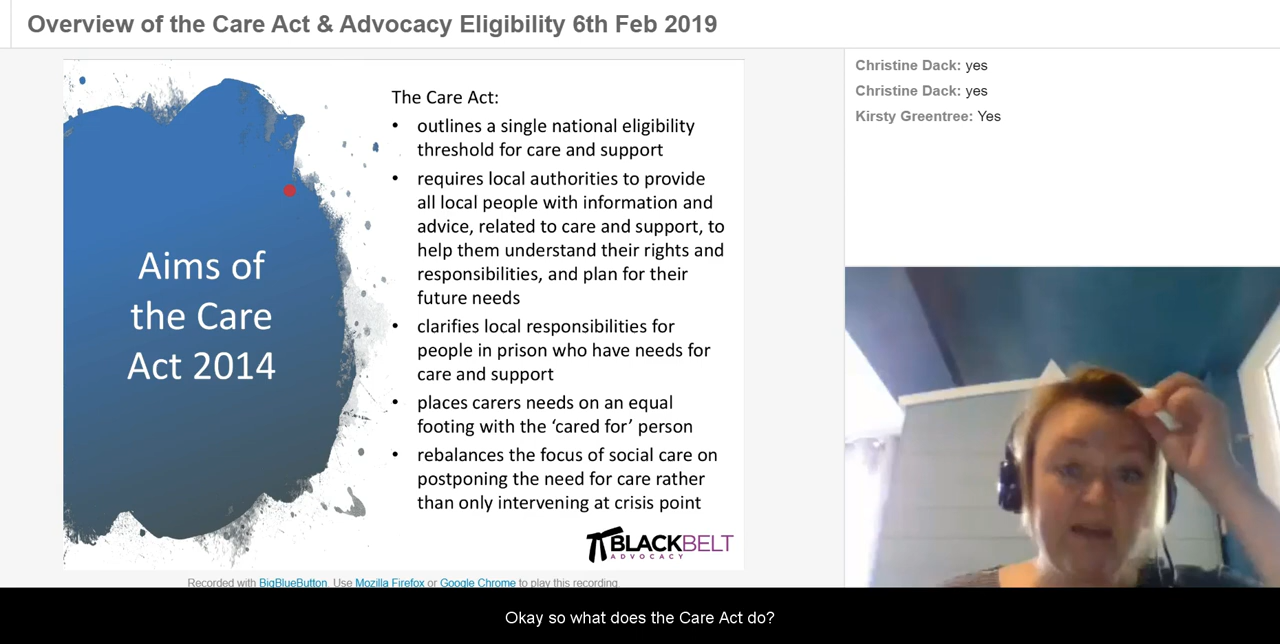 Overview of the Care Act & Advocacy Eligibility 6th Feb 2019
Aims of
the Care
Act 2014
The Care Act:
• outlines a single national eligibility
threshold for care and support
• requires local authorities to provide
all local people with information and
advice, related to care and support, to
help them understand their rights and
responsibilities, and plan for their
future needs
• clarifies local responsibilities for
people in prison who have needs for
care and support
• places carers needs on an equal
footing with the ‘cared for’ person
• rebalances the focus of social care on
postponing the need for care rather
than only intervening at crisis point
BLACKBELT
ADVOCACY
Recorded with BigBlueButton. Use Mozilla Firefox or Google Chrome to play this recording.
Christine Dack: yes
Christine Dack: yes
Kirsty Greentree: Yes
Okay so what does the Care Act do?